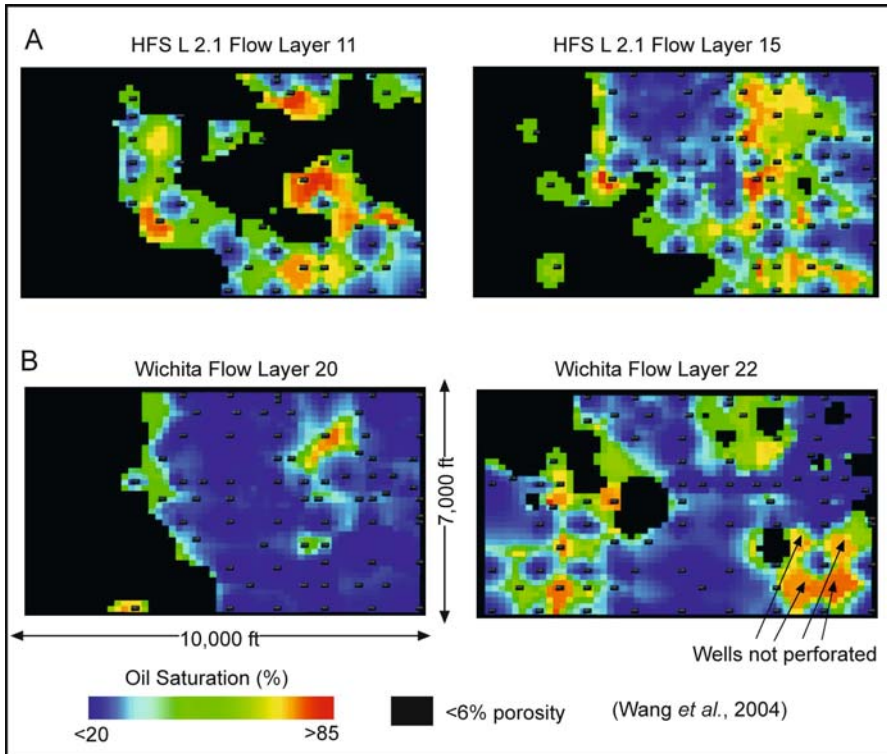 A
HFS L 2.1 Flow Layer 11
HFS L 2.1 Flow Layer 15
B
Wichita Flow Layer 20
Wichita Flow Layer 22
7,000 ft
10,000 ft
Wells not perforated
Oil Saturation (%)
<20
>85
<6% porosity
(Wang et al., 2004)